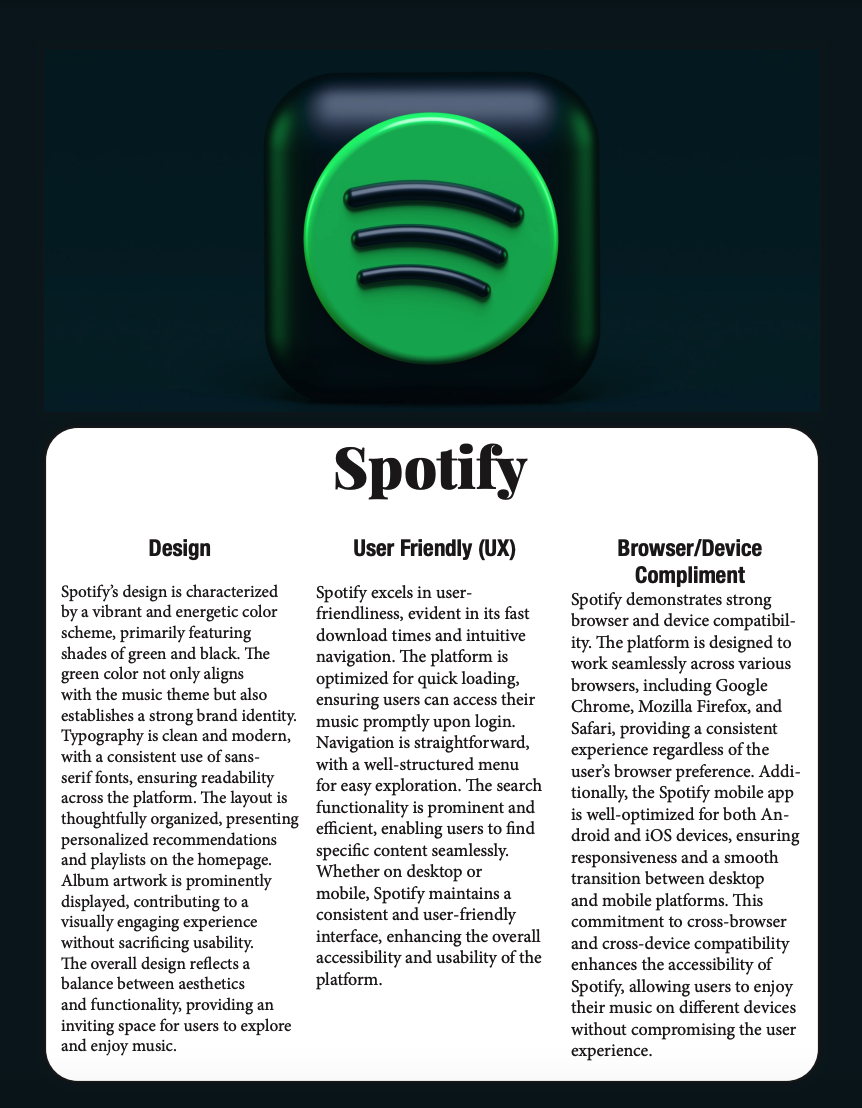 Spotify
Design
Spotify’s design is characterized
by a vibrant and energetic color
scheme, primarily featuring
shades of green and black. The
green color not only aligns
with the music theme but also
establishes a strong brand identity.
Typography is clean and modern,
with a consistent use of sans-
serif fonts, ensuring readability
across the platform. The layout is
thoughtfully organized, presenting
personalized recommendations
and playlists on the homepage.
Album artwork is prominently
displayed, contributing to a
visually engaging experience
without sacrificing usability.
The overall design reflects a
balance between aesthetics
and functionality, providing an
inviting space for users to explore
and enjoy music.
User Friendly (UX)
Spotify excels in user-
friendliness, evident in its fast
download times and intuitive
navigation. The platform is
optimized for quick loading,
ensuring users can access their
music promptly upon login.
Navigation is straightforward,
with a well-structured menu
for easy exploration. The search
functionality is prominent and
efficient, enabling users to find
specific content seamlessly.
Whether on desktop or
mobile, Spotify maintains a
consistent and user-friendly
interface, enhancing the overall
accessibility and usability of the
platform.
Browser/Device
Compliment
Spotify demonstrates strong
browser and device compatibil-
ity. The platform is designed to
work seamlessly across various
browsers, including Google
Chrome, Mozilla Firefox, and
Safari, providing a consistent
experience regardless of the
user’s browser preference. Addi-
tionally, the Spotify mobile app
is well-optimized for both An-
droid and iOS devices, ensuring
responsiveness and a smooth
transition between desktop
and mobile platforms. This
commitment to cross-browser
and cross-device compatibility
enhances the accessibility of
Spotify, allowing users to enjoy
their music on different devices
without compromising the user
experience.